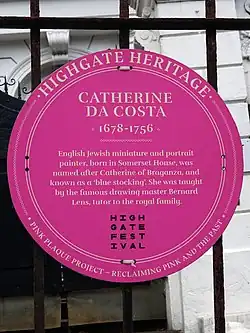 HIGHGATE HERITAGE
CATHERINE
DA COSTA
• 1678-1756 •
English Jewish miniature and portrait
painter, born in Somerset House, was
named after Catherine of Braganza, and
known as a 'blue stocking'. She was taught
by the famous drawing master Bernard
Lens, tutor to the royal family.
HIGH
GATE
FEST
IVAL
• PINK PLAQUE PROJECT – RECLAIMING PINK AND THE PAST •